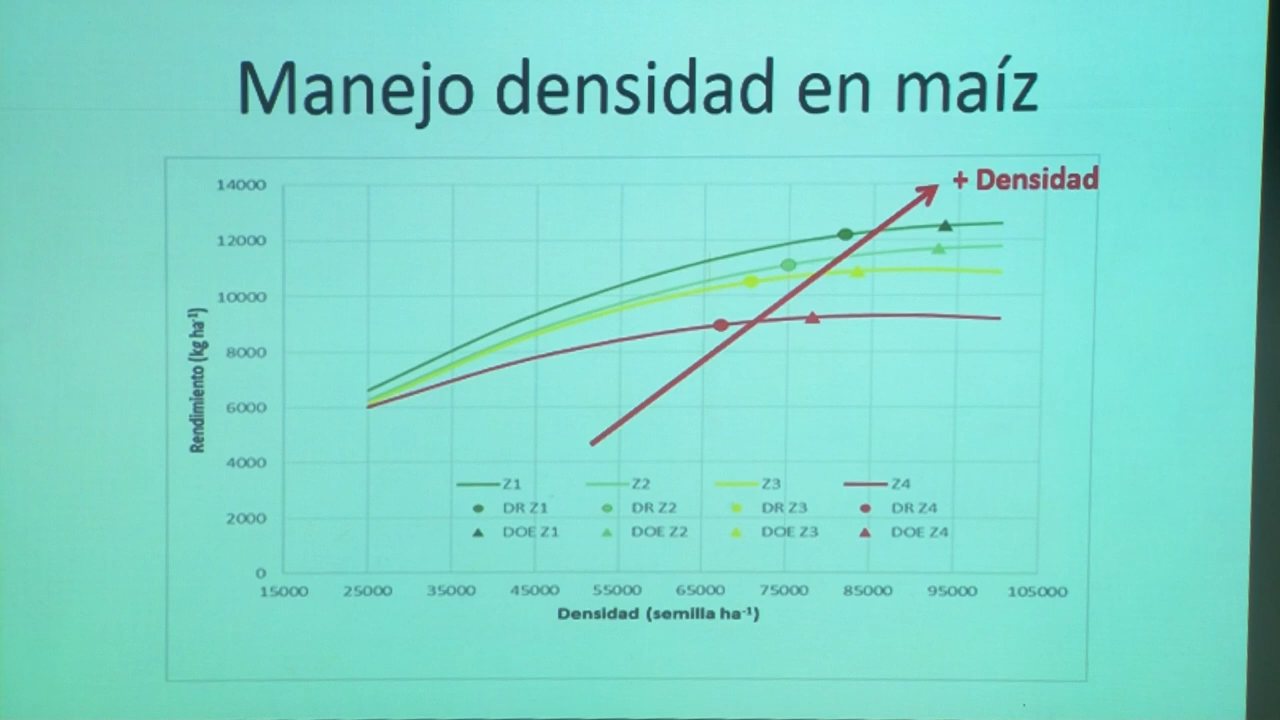 Manejo densidad en maíz
+ Densidad
14000
12000
10000
8000
6000
4000
2000
0
Rendimiento (kg ha-1)
Z1 Z2 Z3 Z4
DR Z1 DR Z2 DR Z3 DR Z4
DOE Z1 DOE Z2 DOE Z3 DOE Z4
15000 25000 35000 45000 55000 65000 75000 85000 95000 105000
Densidad (semilla ha-1)